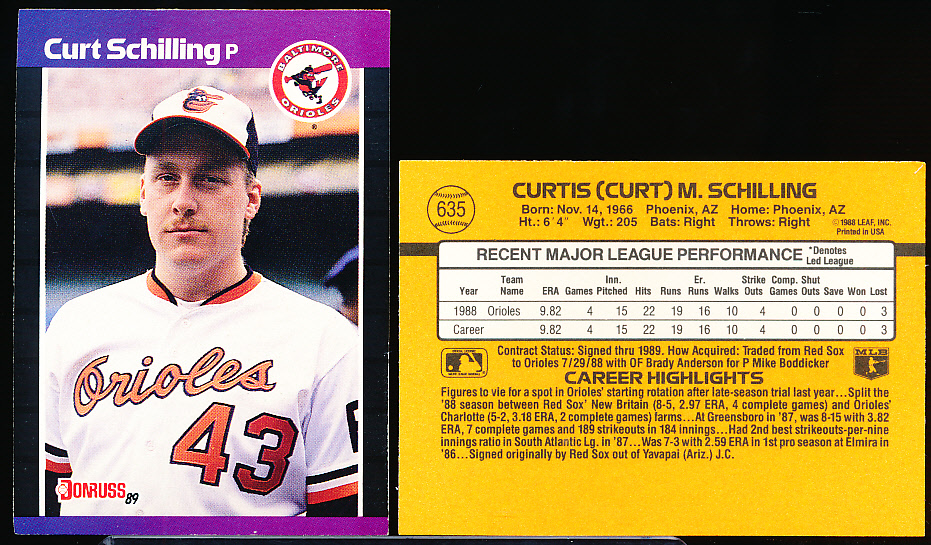 Curt Schilling P
BALTIMORE
ORIOLES
®
Orioles
43
DONRUSS 89
635
CURTIS (CURT) M. SCHILLING
Born: Nov. 14, 1966 Phoenix, AZ Home: Phoenix, AZ
Ht.: 6'4" Wgt.: 205 Bats: Right Throws: Right
©1988 LEAF, INC.
Printed in USA
RECENT MAJOR LEAGUE PERFORMANCE *Denotes
Led League
Team Inn. Er. Strike Comp. Shut
Year Name ERA Games Pitched Hits Runs Runs Walks Outs Games Outs Save Won Lost
1988 Orioles 9.82 4 15 22 19 16 10 4 0 0 0 0 3
Career 9.82 4 15 22 19 16 10 4 0 0 0 0 3
Contract Status: Signed thru 1989. How Acquired: Traded from Red Sox
to Orioles 7/29/88 with OF Brady Anderson for P Mike Boddicker
MLB
CAREER HIGHLIGHTS
Figures to vie for a spot in Orioles' starting rotation after late-season trial last year...Split the
'88 season between Red Sox' New Britain (8-5, 2.97 ERA, 4 complete games) and Orioles'
Charlotte (5-2, 3.18 ERA, 2 complete games) farms...At Greensboro in '87, was 8-15 with 3.82
ERA, 7 complete games and 189 strikeouts in 184 innings...Had 2nd best strikeouts-per-nine
innings ratio in South Atlantic Lg. in '87...Was 7-3 with 2.59 ERA in 1st pro season at Elmira in
'86...Signed originally by Red Sox out of Yavapai (Ariz.) J.C.